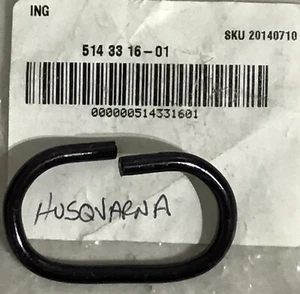 ING
SKU 20140710
514 33 16-01
000000514331601
HUSQVARNA